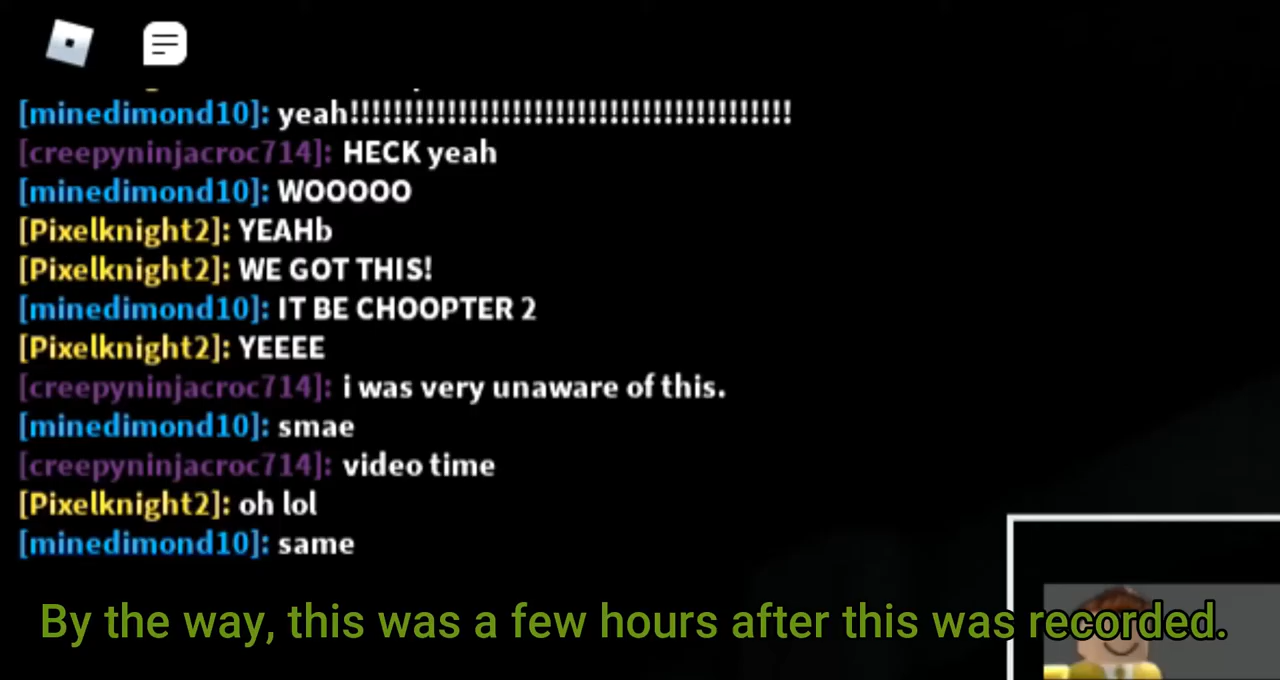 [minedimond10]: yeah!!!!!!!!!!!!!!!!!!!!!!!!!!!!!!!!!!!!!!!!!
[creepyninjacroc714]: HECK yeah
[minedimond10]: WOOOOO
[Pixelknight2]: YEAHb
[Pixelknight2]: WE GOT THIS!
[minedimond10]: IT BE CHOOPTER 2
[Pixelknight2]: YEEEE
[creepyninjacroc714]: i was very unaware of this.
[minedimond10]: smae
[creepyninjacroc714]: video time
[Pixelknight2]: oh lol
[minedimond10]: same
By the way, this was a few hours after this was recorded.